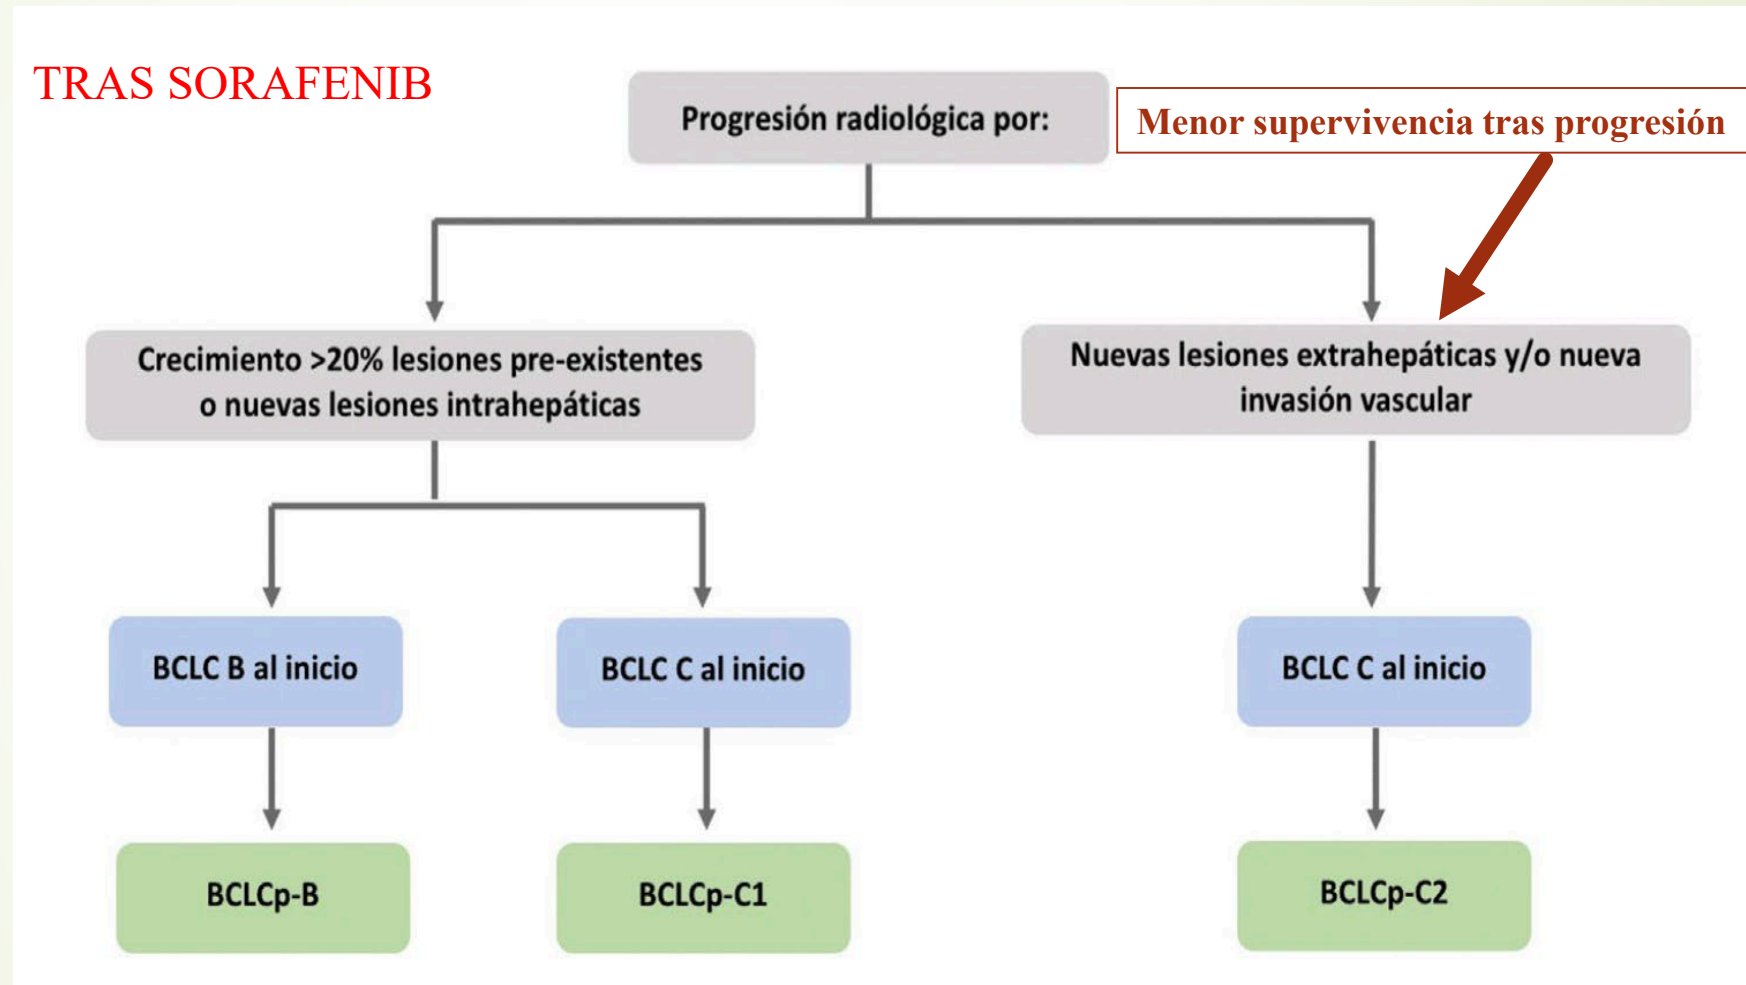 TRAS SORAFENIB
Progresión radiológica por:
Menor supervivencia tras progresión
Crecimiento >20% lesiones pre-existentes
o nuevas lesiones intrahepáticas
Nuevas lesiones extrahepáticas y/o nueva
invasión vascular
BCLC B al inicio
BCLC C al inicio
BCLC C al inicio
BCLCp-B
BCLCp-C1
BCLCp-C2